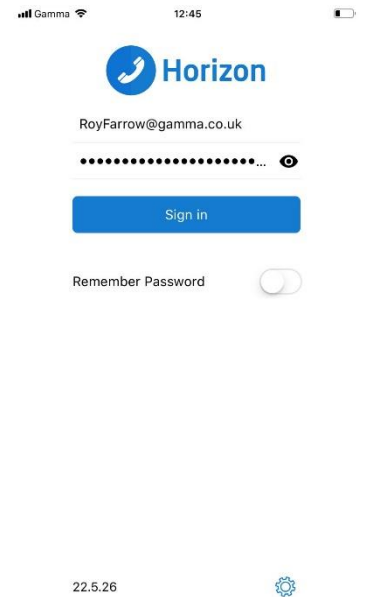 Gamma 12:45
Horizon
RoyFarrow@gamma.co.uk
●●●●●●●●●●●●●●●●●●●●●...
Sign in
Remember Password
22.5.26